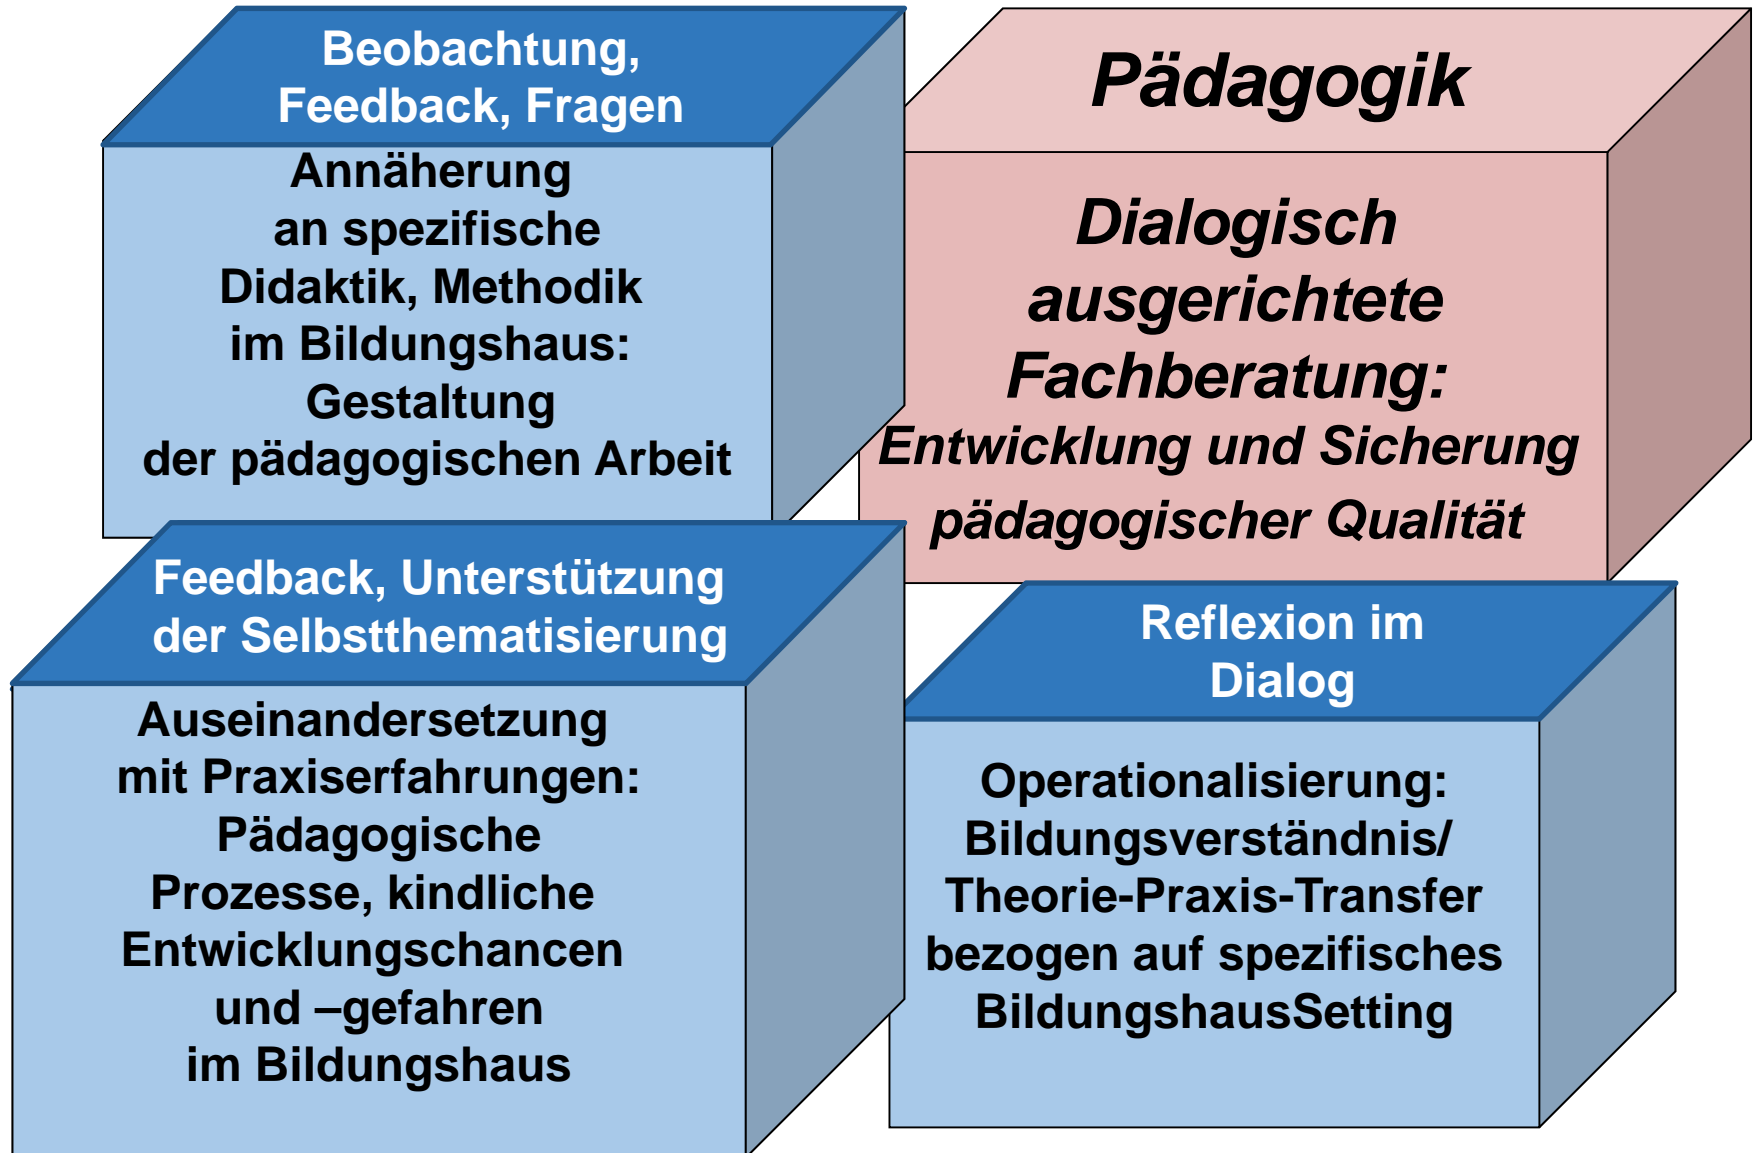 Beobachtung,
Feedback, Fragen
Annäherung
an spezifische
Didaktik, Methodik
im Bildungshaus:
Gestaltung
der pädagogischen Arbeit
Pädagogik
Dialogisch
ausgerichtete
Fachberatung:
Entwicklung und Sicherung
pädagogischer Qualität
Feedback, Unterstützung
der Selbstthematisierung
Auseinandersetzung
mit Praxiserfahrungen:
Pädagogische
Prozesse, kindliche
Entwicklungschancen
und –gefahren
im Bildungshaus
Reflexion im
Dialog
Operationalisierung:
Bildungsverständnis/
Theorie-Praxis-Transfer
bezogen auf spezifisches
BildungshausSetting